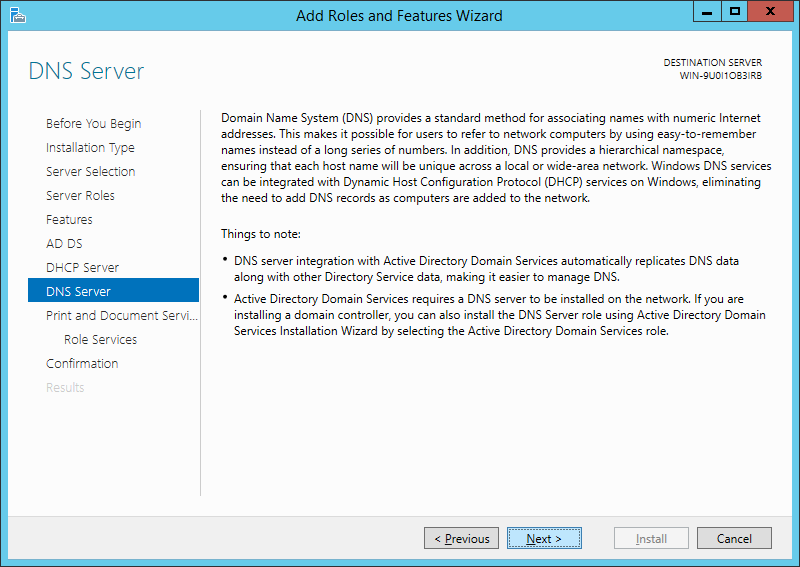 Add Roles and Features Wizard
DNS Server
DESTINATION SERVER
WIN-9U0I1OB3IRB
Before You Begin
Installation Type
Server Selection
Server Roles
Features
AD DS
DHCP Server
DNS Server
Print and Document Servi...
Role Services
Confirmation
Results
Domain Name System (DNS) provides a standard method for associating names with numeric Internet
addresses. This makes it possible for users to refer to network computers by using easy-to-remember
names instead of a long series of numbers. In addition, DNS provides a hierarchical namespace,
ensuring that each host name will be unique across a local or wide-area network. Windows DNS services
can be integrated with Dynamic Host Configuration Protocol (DHCP) services on Windows, eliminating
the need to add DNS records as computers are added to the network.
Things to note:
• DNS server integration with Active Directory Domain Services automatically replicates DNS data
along with other Directory Service data, making it easier to manage DNS.
• Active Directory Domain Services requires a DNS server to be installed on the network. If you are
installing a domain controller, you can also install the DNS Server role using Active Directory Domain
Services Installation Wizard by selecting the Active Directory Domain Services role.
< Previous
Next >
Install
Cancel